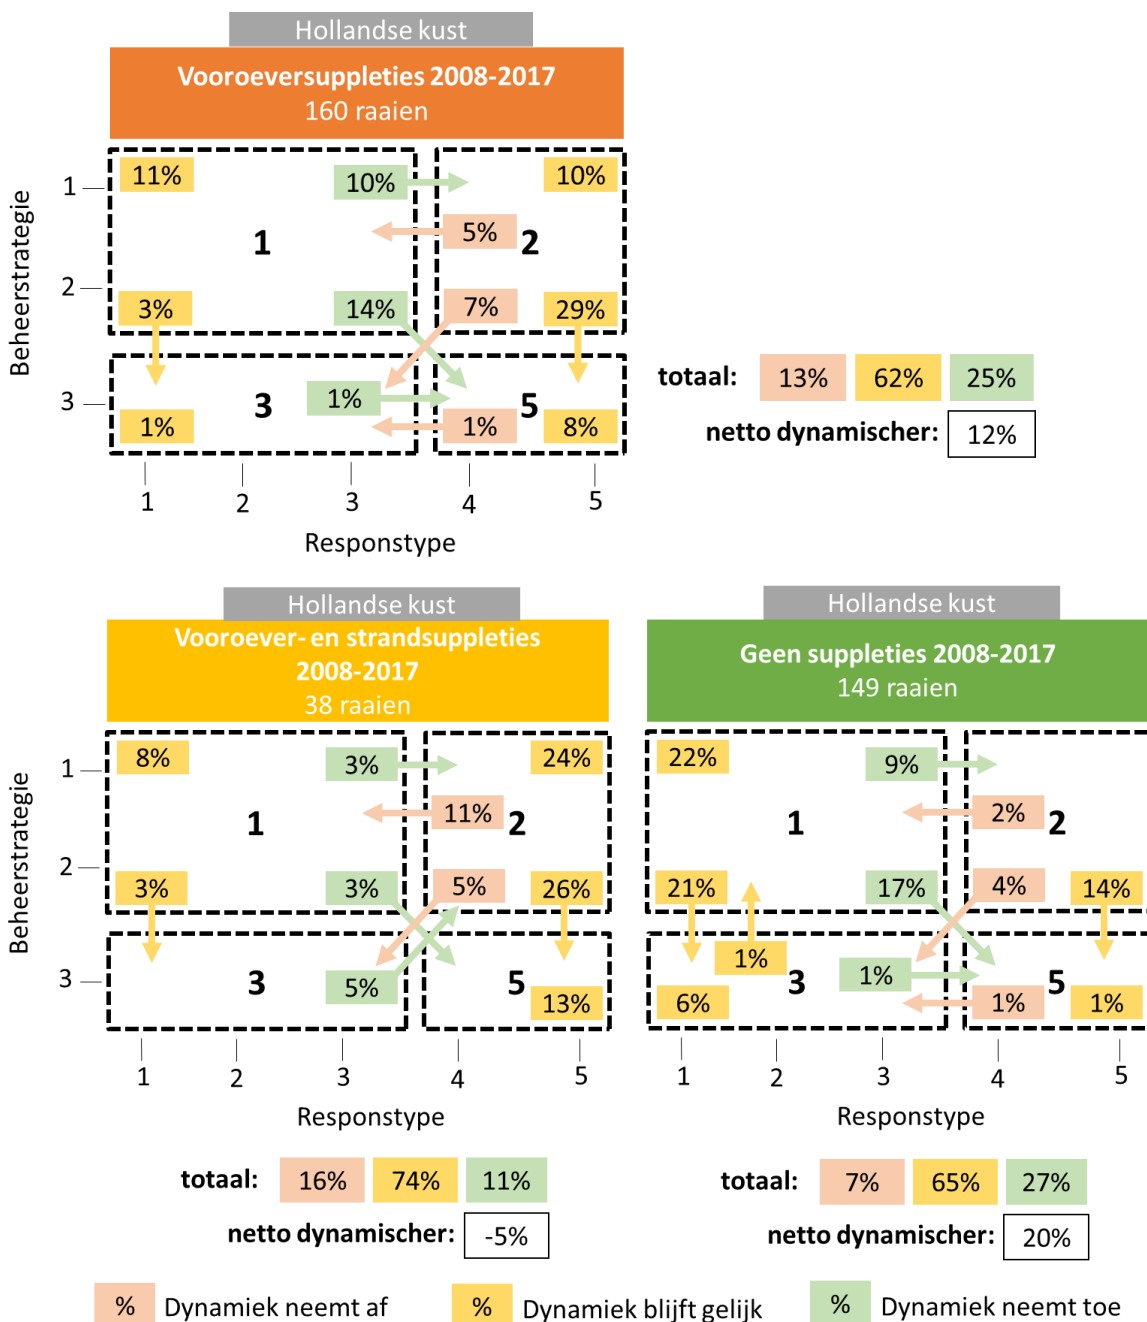 Hollandse kust
Vooroeversuppleties 2008-2017
160 raaien
11% 10% 10%
1
5%
1 2
Beheerstrategie
2
3% 14% 7% 29%
3
3 1% 5
1% 1% 8%
1 2 3 4 5
Responstype
totaal: 13% 62% 25%
netto dynamischer: 12%
Hollandse kust
Vooroever- en strandsuppleties
2008-2017
38 raaien
8% 3% 24%
1
11%
1 2
Beheerstrategie
2
3% 3% 5% 26%
3
3 5% 5
13%
1 2 3 4 5
Responstype
totaal: 16% 74% 11%
netto dynamischer: -5%
Hollandse kust
Geen suppleties 2008-2017
149 raaien
22% 9%
2%
1 2
21% 17% 4% 14%
1%
3 1% 5
6% 1% 1%
1 2 3 4 5
Responstype
totaal: 7% 65% 27%
netto dynamischer: 20%
% Dynamiek neemt af % Dynamiek blijft gelijk % Dynamiek neemt toe